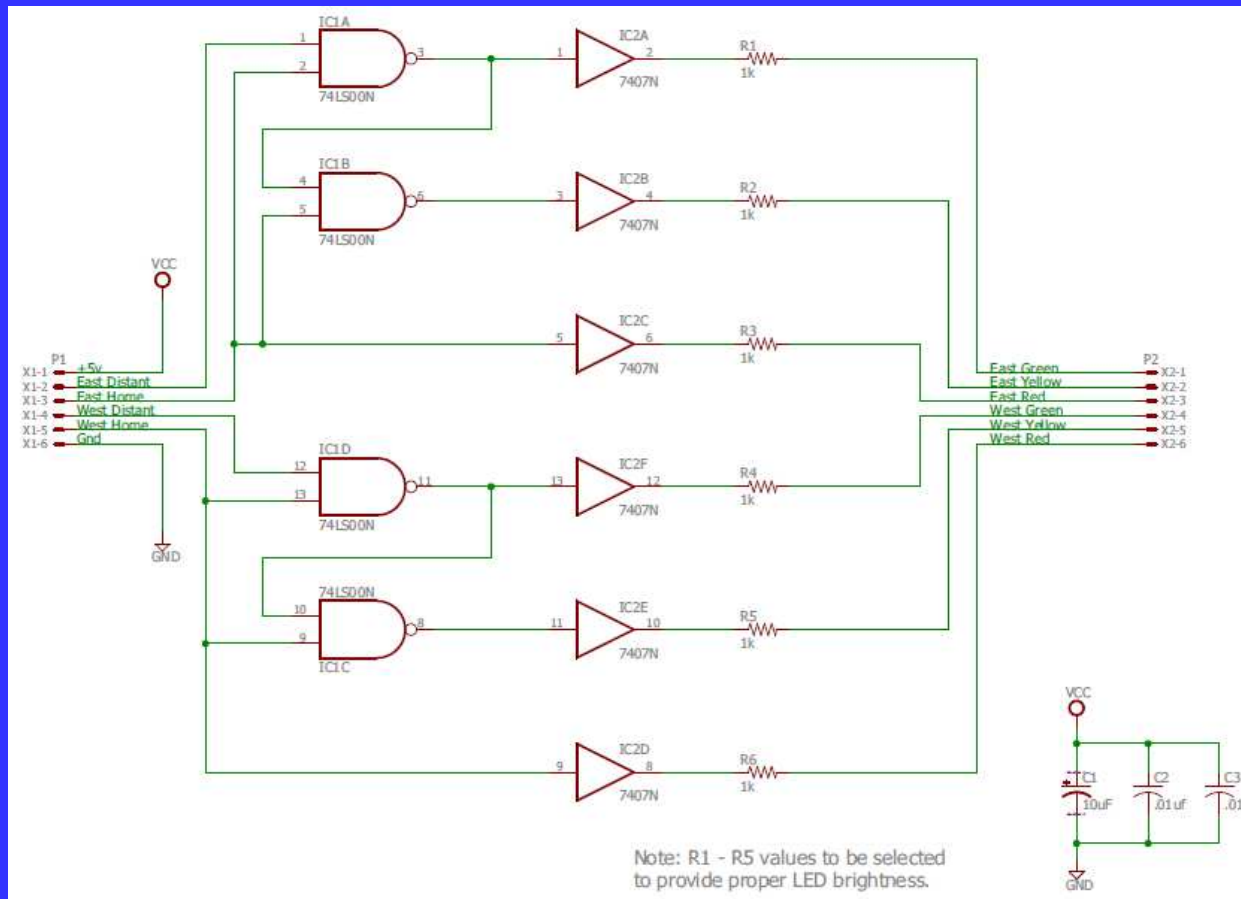 IC1A
1
2
3
74LS00N
1
IC2A
2
7407N
R1
1k
IC1B
4
5
6
74LS00N
3
IC2B
4
7407N
R2
1k
VCC
5
IC2C
6
7407N
R3
1k
P1
X1-1 +5v
X1-2 East Distant
X1-3 East Home
X1-4 West Distant
X1-5 West Home
X1-6 Gnd
GND
P2
East Green X2-1
East Yellow X2-2
East Red X2-3
West Green X2-4
West Yellow X2-5
West Red X2-6
IC1D
12
13
11
74LS00N
13
IC2F
12
7407N
R4
1k
74LS00N
10
9
8
IC1C
11
IC2E
10
7407N
R5
1k
9
IC2D
8
7407N
R6
1k
VCC
+
C1
10uF
C2
.01uf
C3
.01
GND
Note: R1 - R5 values to be selected
to provide proper LED brightness.